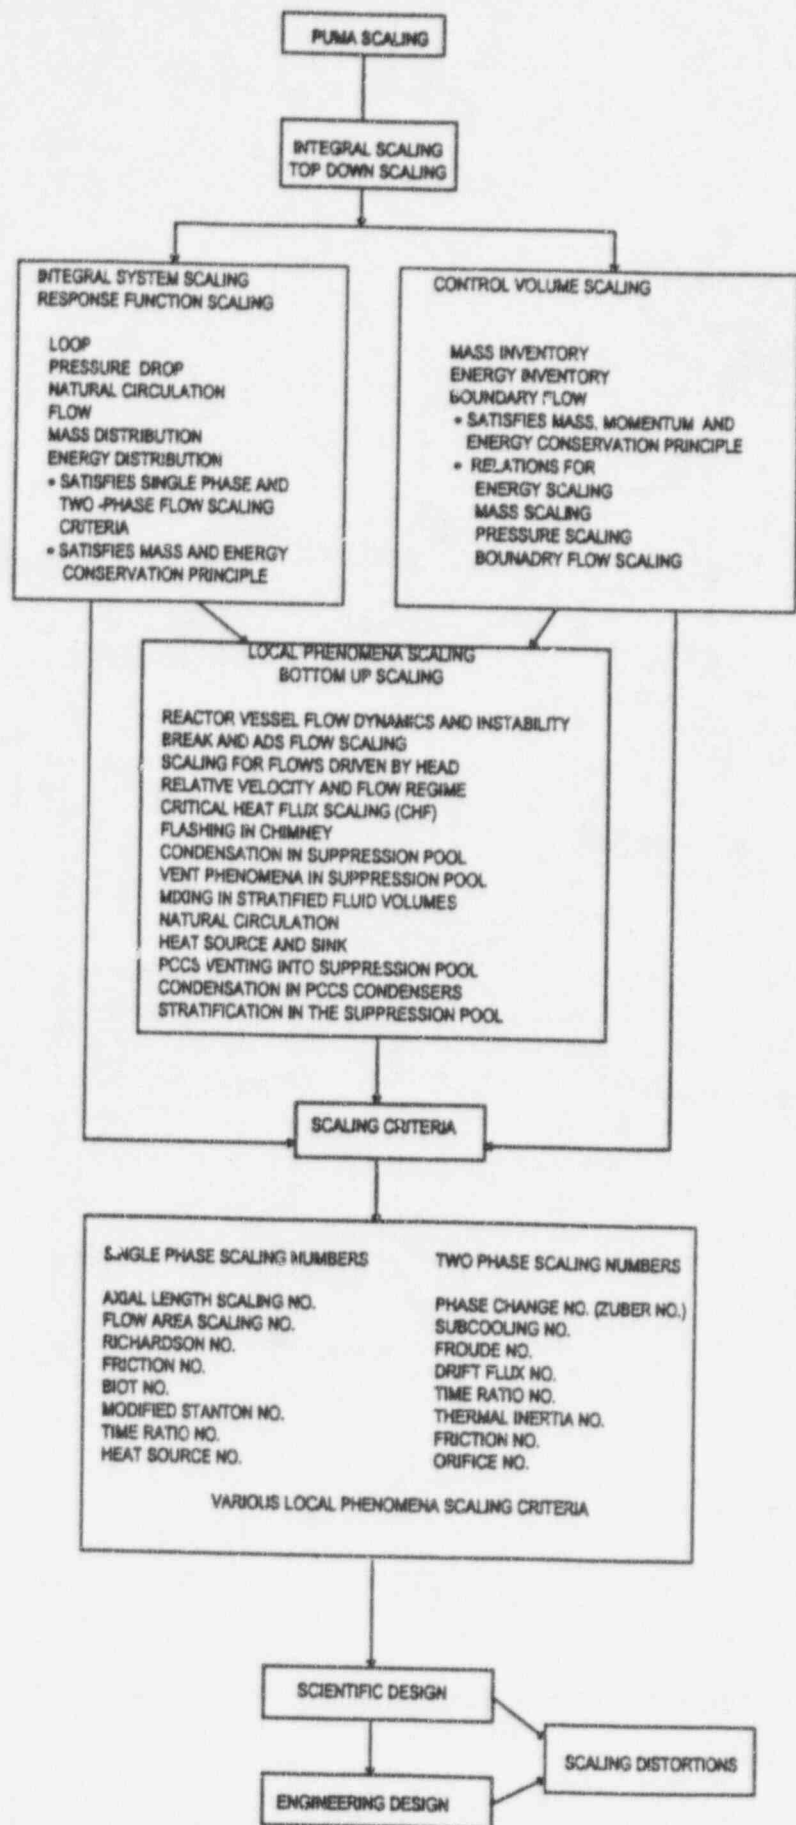 PUMA SCALING
INTEGRAL SCALING
TOP DOWN SCALING
INTEGRAL SYSTEM SCALING
RESPONSE FUNCTION SCALING
LOOP
PRESSURE DROP
NATURAL CIRCULATION
FLOW
MASS DISTRIBUTION
ENERGY DISTRIBUTION
• SATISFIES SINGLE PHASE AND
TWO -PHASE FLOW SCALING
CRITERIA
• SATISFIES MASS AND ENERGY
CONSERVATION PRINCIPLE
CONTROL VOLUME SCALING
MASS INVENTORY
ENERGY INVENTORY
BOUNDARY FLOW
• SATISFIES MASS, MOMENTUM AND
ENERGY CONSERVATION PRINCIPLE
• RELATIONS FOR
ENERGY SCALING
MASS SCALING
PRESSURE SCALING
BOUNADRY FLOW SCALING
LOCAL PHENOMENA SCALING
BOTTOM UP SCALING
REACTOR VESSEL FLOW DYNAMICS AND INSTABILITY
BREAK AND ADS FLOW SCALING
SCALING FOR FLOWS DRIVEN BY HEAD
RELATIVE VELOCITY AND FLOW REGIME
CRITICAL HEAT FLUX SCALING (CHF)
FLASHING IN CHIMNEY
CONDENSATION IN SUPPRESSION POOL
VENT PHENOMENA IN SUPPRESSION POOL
MIXING IN STRATIFIED FLUID VOLUMES
NATURAL CIRCULATION
HEAT SOURCE AND SINK
PCCS VENTING INTO SUPPRESSION POOL
CONDENSATION IN PCCS CONDENSERS
STRATIFICATION IN THE SUPPRESSION POOL
SCALING CRITERIA
SINGLE PHASE SCALING NUMBERS
AXIAL LENGTH SCALING NO.
FLOW AREA SCALING NO.
RICHARDSON NO.
FRICTION NO.
BIOT NO.
MODIFIED STANTON NO.
TIME RATIO NO.
HEAT SOURCE NO.
TWO PHASE SCALING NUMBERS
PHASE CHANGE NO. (ZUBER NO.)
SUBCOOLING NO.
FROUDE NO.
DRIFT FLUX NO.
TIME RATIO NO.
THERMAL INERTIA NO.
FRICTION NO.
ORIFICE NO.
VARIOUS LOCAL PHENOMENA SCALING CRITERIA
SCIENTIFIC DESIGN
SCALING DISTORTIONS
ENGINEERING DESIGN